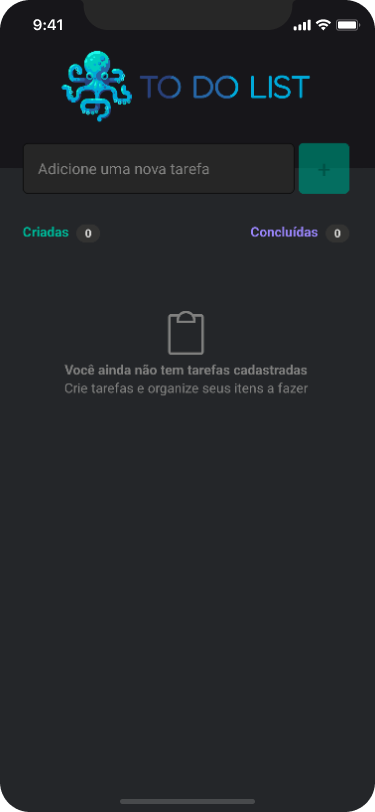 9:41
TO DO LIST
Adicione uma nova tarefa
+
Criadas 0
Concluídas 0
Você ainda não tem tarefas cadastradas
Crie tarefas e organize seus itens a fazer